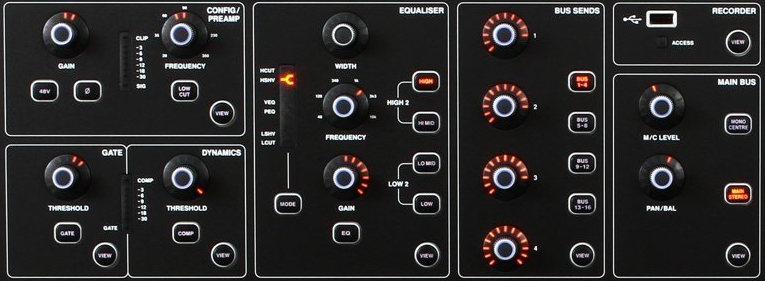 CONFIG/
PREAMP
CLIP
-3
-6
-9
-12
-18
-30
SIG
GAIN
FREQUENCY
48V
Ø
LOW
CUT
VIEW
GATE
DYNAMICS
COMP
-3
-6
-9
-12
-18
-30
GATE
THRESHOLD
THRESHOLD
GATE
COMP
VIEW
VIEW
EQUALISER
WIDTH
HCUT
HSHV
VEQ
PEQ
LSHV
LCUT
FREQUENCY
HIGH
HIGH 2
HI MID
LO MID
LOW 2
LOW
MODE
GAIN
EQ
VIEW
BUS SENDS
1
2
3
4
BUS
1-4
BUS
5-8
BUS
9-12
BUS
13-16
VIEW
RECORDER
ACCESS
VIEW
MAIN BUS
M/C LEVEL
MONO
CENTRE
PAN/BAL
MAIN
STEREO
VIEW